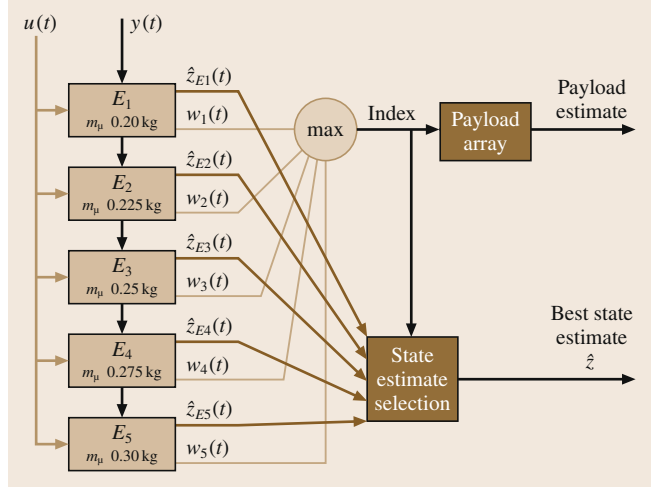 u(t) y(t)
E₁
mμ 0.20 kg
ẑE1(t)
w₁(t)
max
Index
Payload
array
Payload
estimate
E₂
mμ 0.225 kg
ẑE2(t)
w₂(t)
E₃
mμ 0.25 kg
ẑE3(t)
w₃(t)
E₄
mμ 0.275 kg
ẑE4(t)
w₄(t)
State
estimate
selection
Best state
estimate
ẑ
E₅
mμ 0.30 kg
ẑE5(t)
w₅(t)